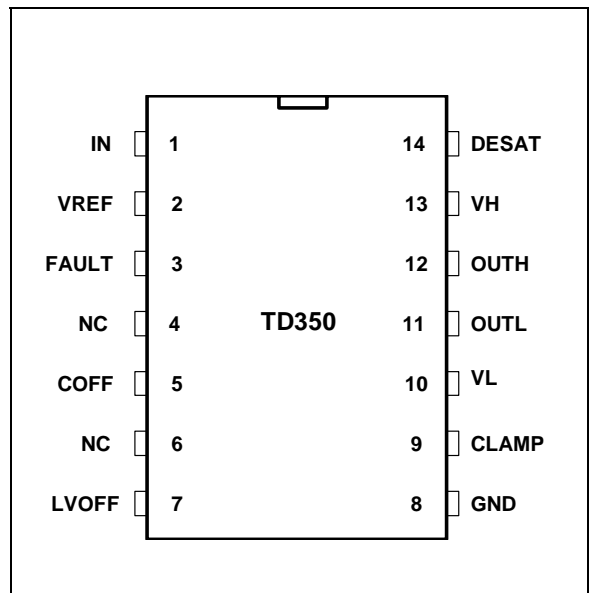 IN 1 14 DESAT
VREF 2 13 VH
FAULT 3 12 OUTH
NC 4 TD350 11 OUTL
COFF 5 10 VL
NC 6 9 CLAMP
LVOFF 7 8 GND